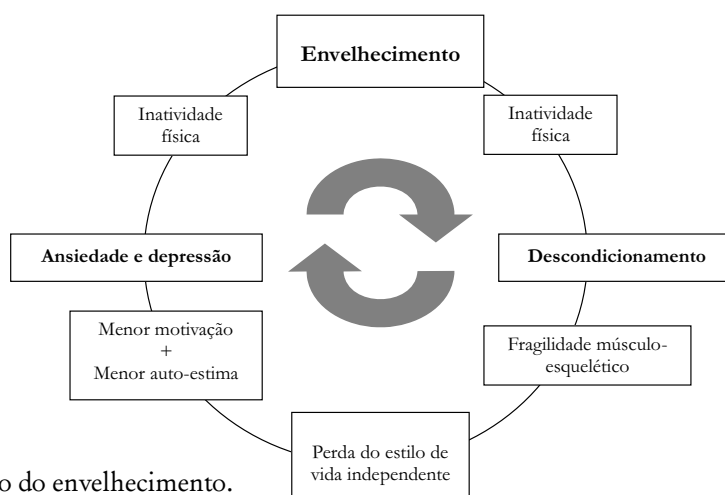 Envelhecimento
Inatividade
física
Inatividade
física
Ansiedade e depressão
Descondicionamento
Menor motivação
+
Menor auto-estima
Fragilidade músculo-
esquelético
Perda do estilo de
vida independente
o do envelhecimento.